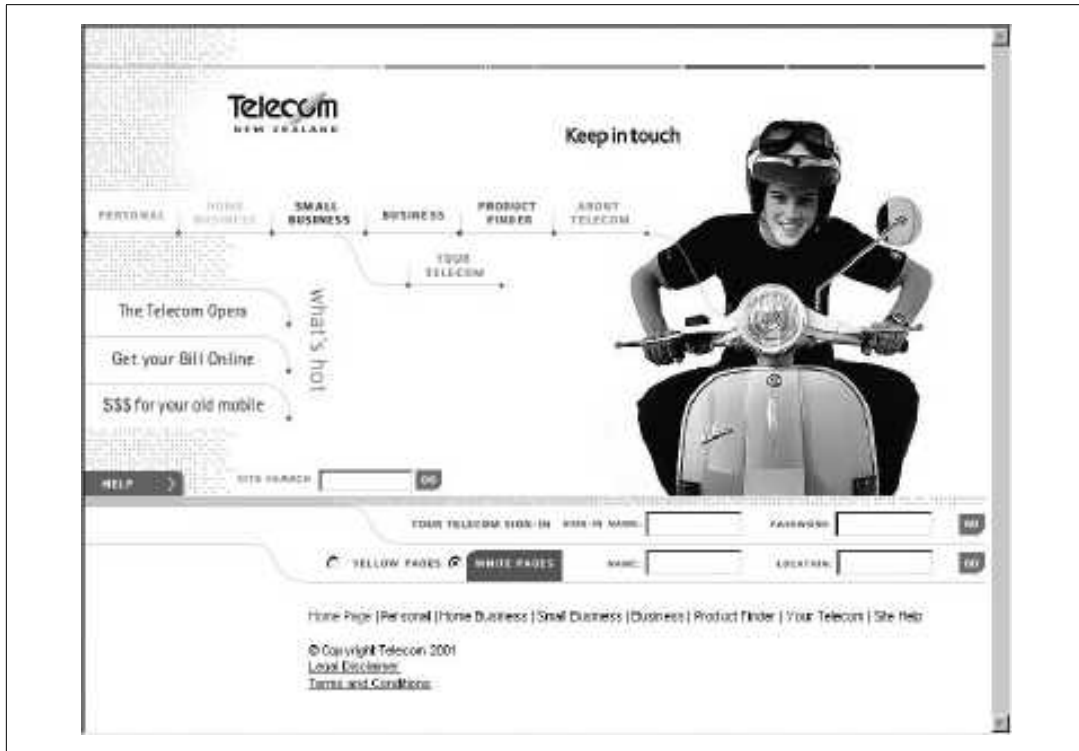 Telecom
NEW ZEALAND
Keep in touch
PERSONAL
HOME BUSINESS
SMALL BUSINESS
BUSINESS
PRODUCT FINDER
ABOUT TELECOM
YOUR TELECOM
what's hot
The Telecom Opera
Get your Bill Online
$$$ for your old mobile
HELP
SITE SEARCH
GO
YOUR TELECOM SIGN-IN SIGN-IN NAME: PASSWORD: GO
YELLOW PAGES WHITE PAGES NAME: LOCATION: GO
Home Page | Personal | Home Business | Small Business | Business | Product Finder | Your Telecom | Site Help
© Copyright Telecom 2001
Legal Disclaimer
Terms and Conditions